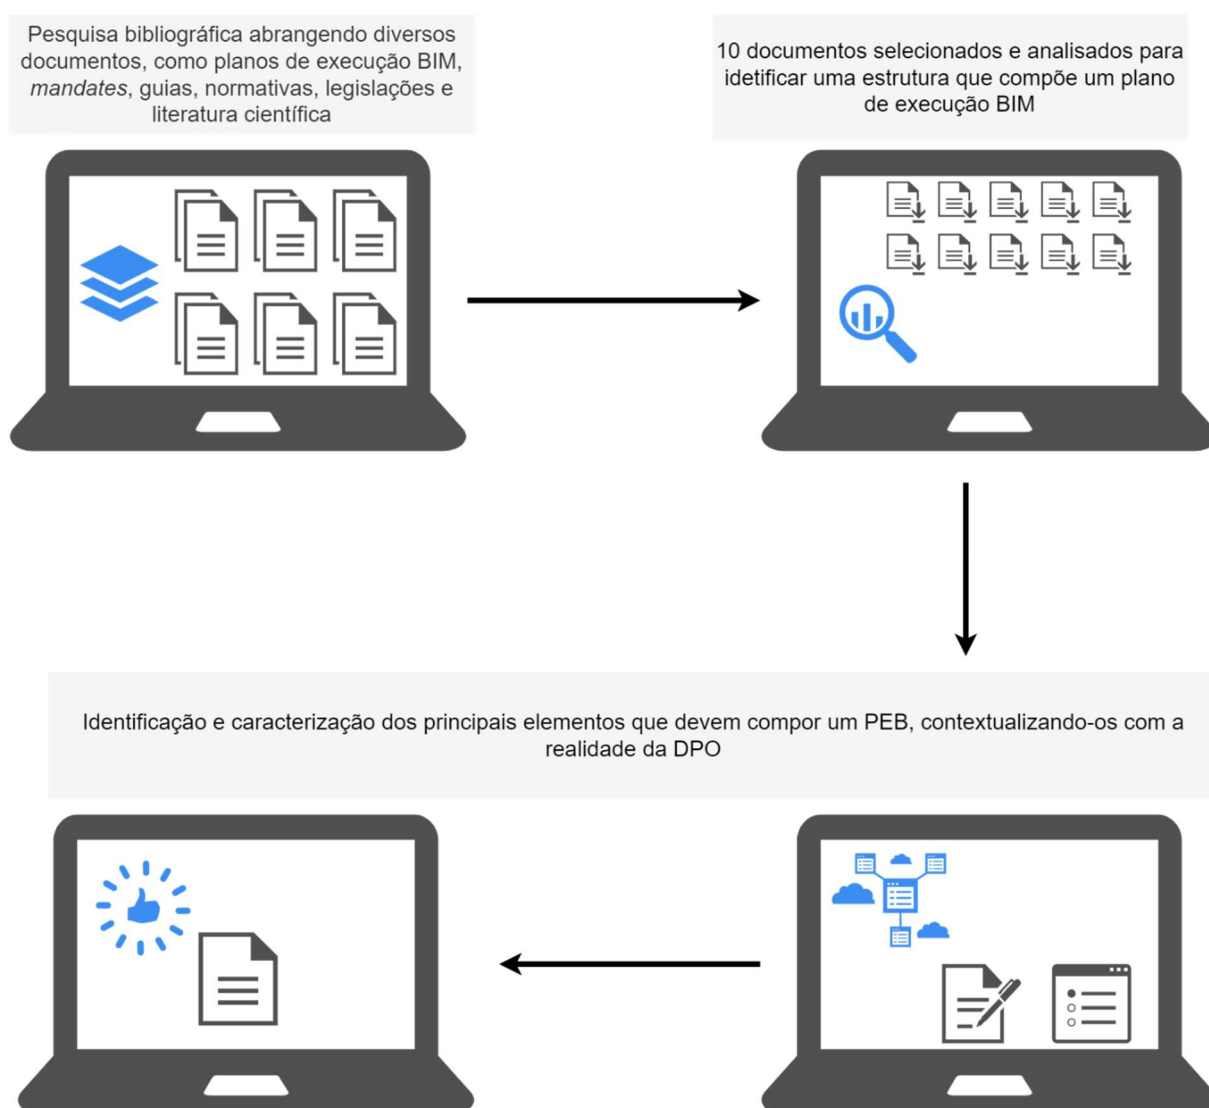 Pesquisa bibliográfica abrangendo diversos
documentos, como planos de execução BIM,
mandates, guias, normativas, legislações e
literatura científica
10 documentos selecionados e analisados para
idetificar uma estrutura que compõe um plano
de execução BIM
Identificação e caracterização dos principais elementos que devem compor um PEB, contextualizando-os com a
realidade da DPO